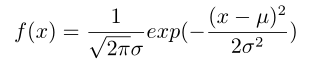 f(x) = \frac{1}{\sqrt{2\pi}\sigma} exp(-\frac{(x-\mu)^2}{2\sigma^2})